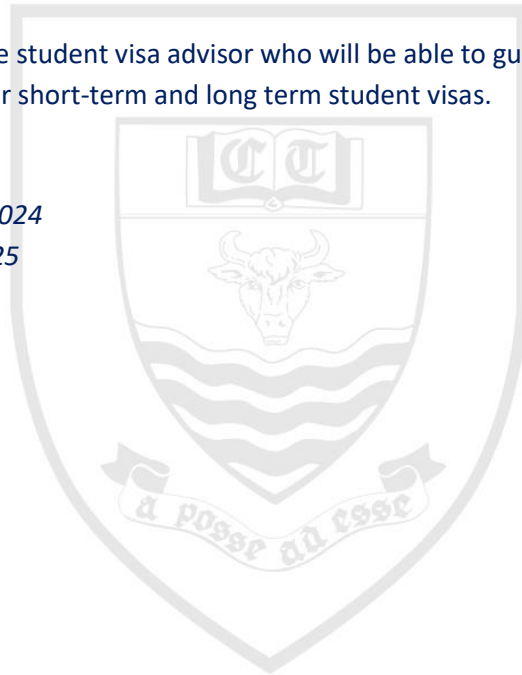 e student visa advisor who will be able to gu
r short-term and long term student visas.
C T
024
25
a posse ad esse